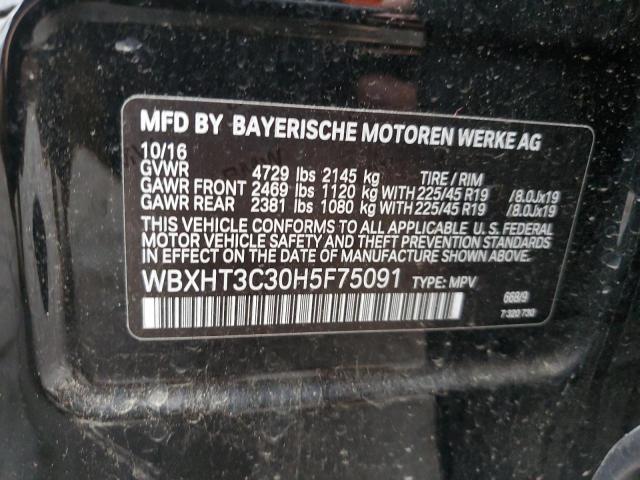 MFD BY BAYERISCHE MOTOREN WERKE AG
10/16
GVWR 4729 lbs 2145 kg TIRE / RIM
GAWR FRONT 2469 lbs 1120 kg WITH 225/45 R19 /8.0Jx19
GAWR REAR 2381 lbs 1080 kg WITH 225/45 R19 /8.0Jx19
THIS VEHICLE CONFORMS TO ALL APPLICABLE U. S. FEDERAL
MOTOR VEHICLE SAFETY AND THEFT PREVENTION STANDARDS
IN EFFECT ON THE DATE OF MANUFACTURE SHOWN ABOVE.
WBXHT3C30H5F75091 TYPE: MPV
668/9
7 320 730